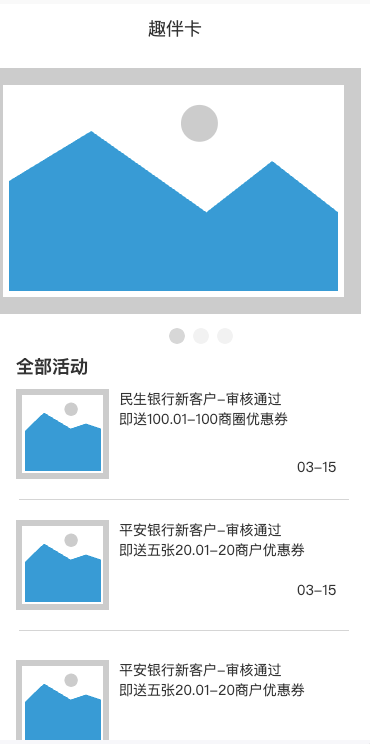 趣伴卡
全部活动
民生银行新客户-审核通过
即送100.01-100商圈优惠券
03-15
平安银行新客户-审核通过
即送五张20.01-20商户优惠券
03-15
平安银行新客户-审核通过
即送五张20.01-20商户优惠券